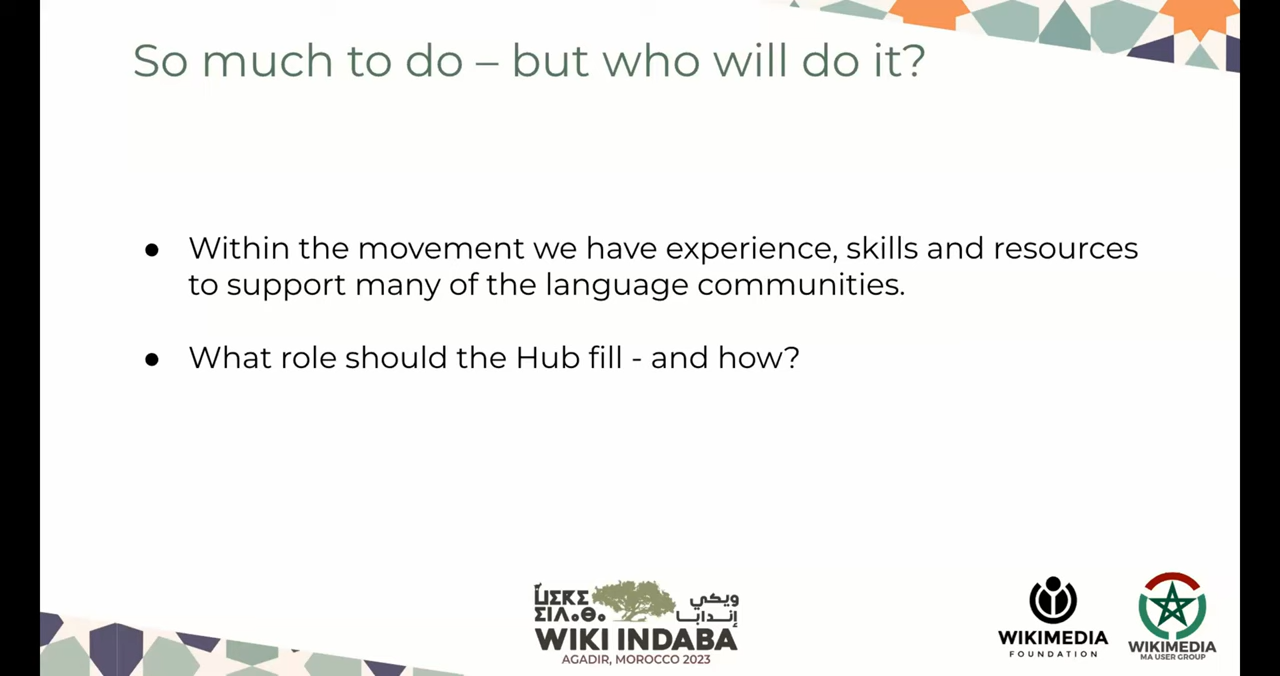 So much to do – but who will do it?
● Within the movement we have experience, skills and resources
to support many of the language communities.
● What role should the Hub fill - and how?
ⵡⵉⴽⵉ
ⵉⵏⴷⴰⴱⴰ
ويكي
إندابا
WIKI INDABA
AGADIR, MOROCCO 2023
WIKIMEDIA
FOUNDATION
WIKIMEDIA
MA USER GROUP